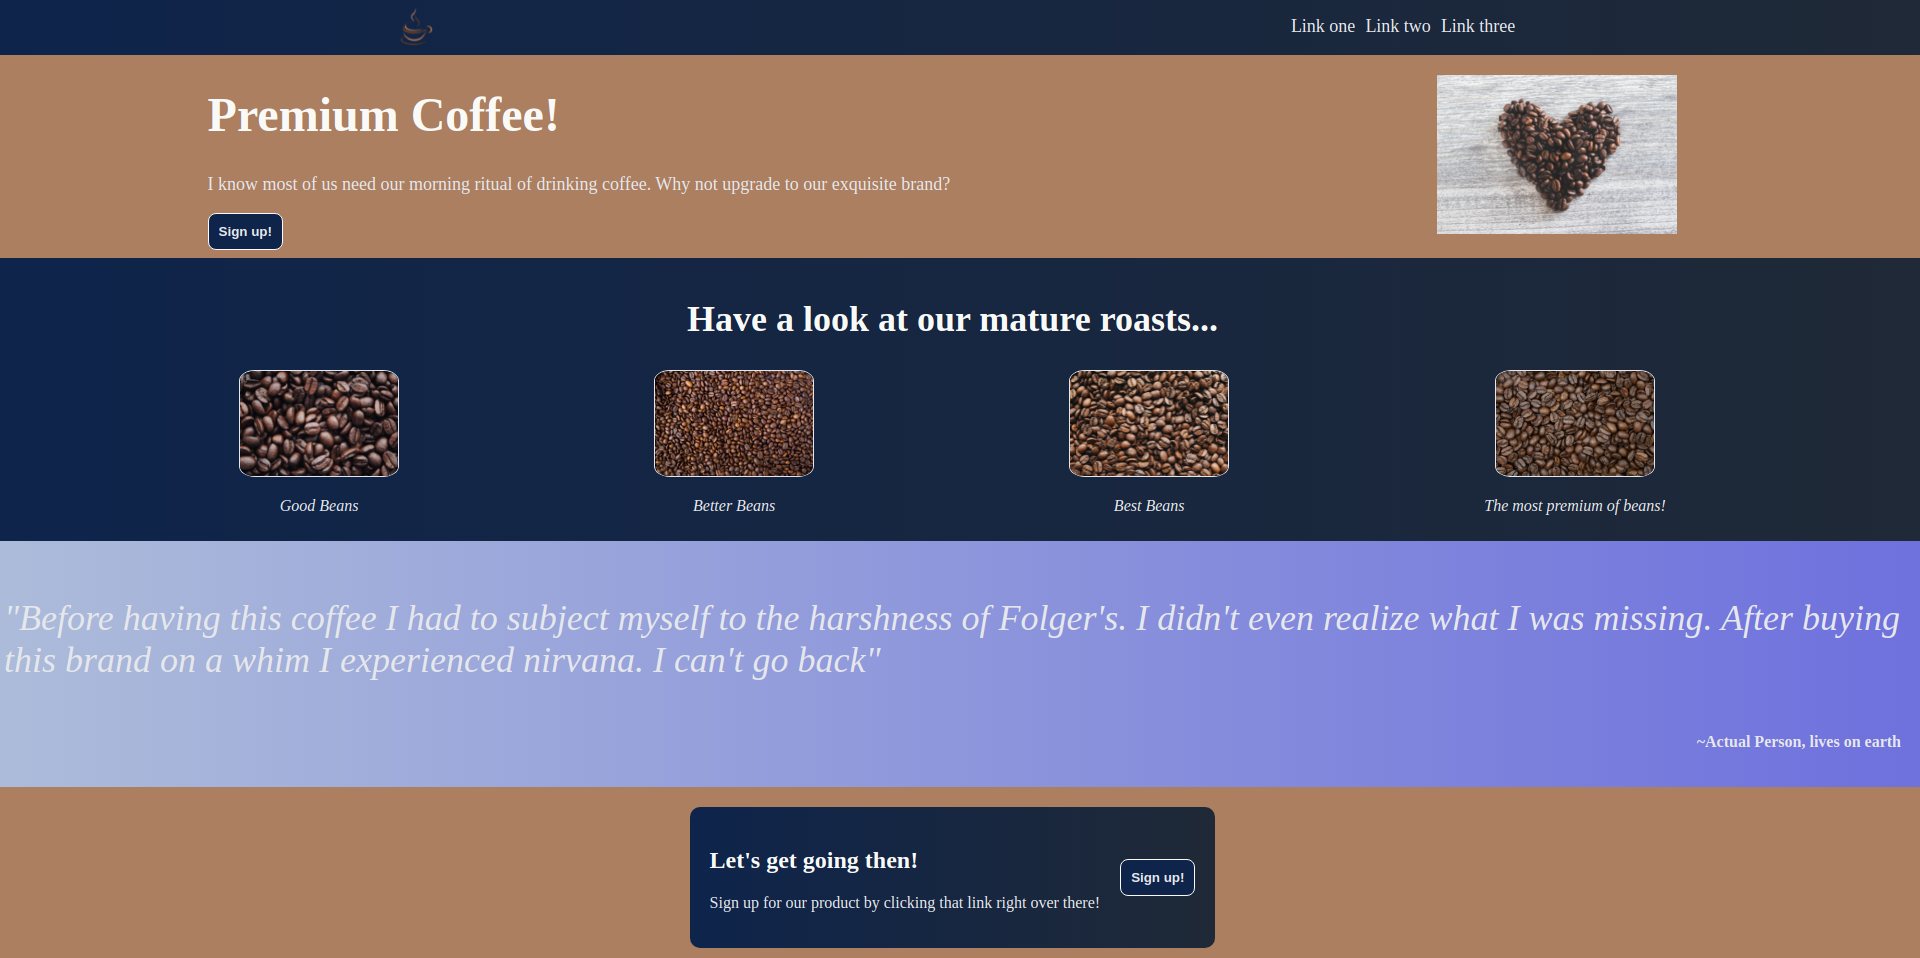 Link one Link two Link three
Premium Coffee!
I know most of us need our morning ritual of drinking coffee. Why not upgrade to our exquisite brand?
Sign up!
Have a look at our mature roasts...
Good Beans
Better Beans
Best Beans
The most premium of beans!
"Before having this coffee I had to subject myself to the harshness of Folger's. I didn't even realize what I was missing. After buying
this brand on a whim I experienced nirvana. I can't go back"
~Actual Person, lives on earth
Let's get going then!
Sign up for our product by clicking that link right over there!
Sign up!